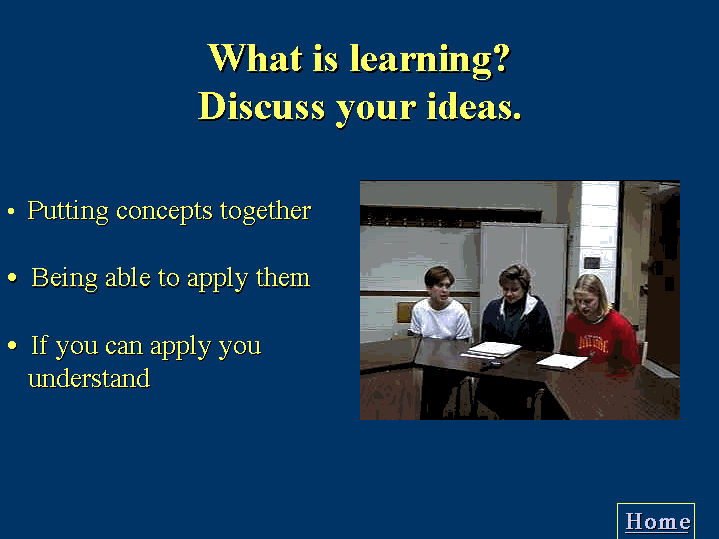 What is learning?
Discuss your ideas.
• Putting concepts together
• Being able to apply them
• If you can apply you
understand
Home